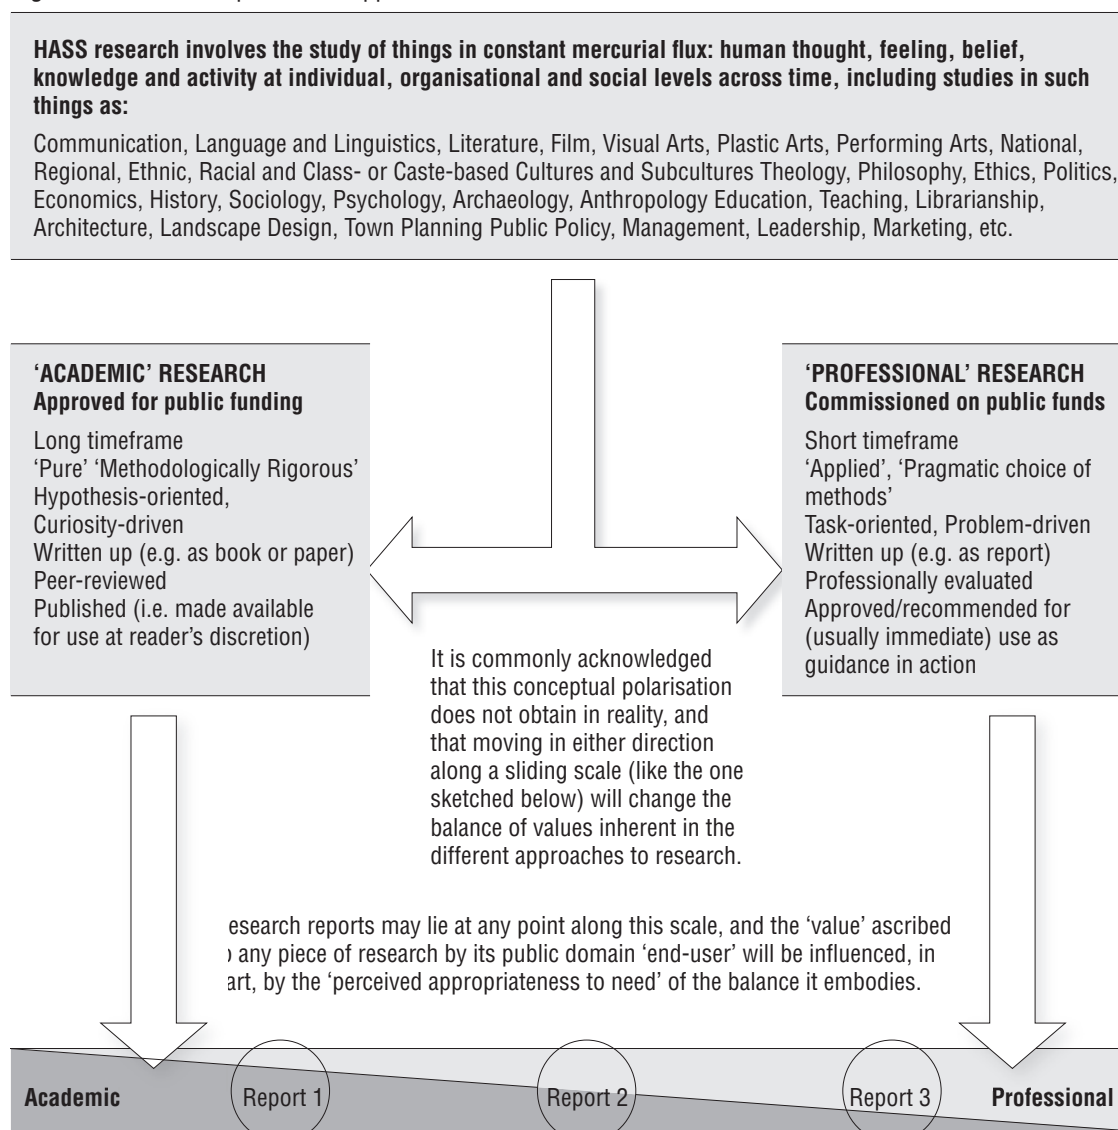 HASS research involves the study of things in constant mercurial flux: human thought, feeling, belief,
knowledge and activity at individual, organisational and social levels across time, including studies in such
things as:
Communication, Language and Linguistics, Literature, Film, Visual Arts, Plastic Arts, Performing Arts, National,
Regional, Ethnic, Racial and Class- or Caste-based Cultures and Subcultures Theology, Philosophy, Ethics, Politics,
Economics, History, Sociology, Psychology, Archaeology, Anthropology Education, Teaching, Librarianship,
Architecture, Landscape Design, Town Planning Public Policy, Management, Leadership, Marketing, etc.
‘ACADEMIC’ RESEARCH
Approved for public funding
Long timeframe
‘Pure’ ‘Methodologically Rigorous’
Hypothesis-oriented,
Curiosity-driven
Written up (e.g. as book or paper)
Peer-reviewed
Published (i.e. made available
for use at reader’s discretion)
‘PROFESSIONAL’ RESEARCH
Commissioned on public funds
Short timeframe
‘Applied’, ‘Pragmatic choice of
methods’
Task-oriented, Problem-driven
Written up (e.g. as report)
Professionally evaluated
Approved/recommended for
(usually immediate) use as
guidance in action
It is commonly acknowledged
that this conceptual polarisation
does not obtain in reality, and
that moving in either direction
along a sliding scale (like the one
sketched below) will change the
balance of values inherent in the
different approaches to research.
esearch reports may lie at any point along this scale, and the ‘value’ ascribed
any piece of research by its public domain ‘end-user’ will be influenced, in
art, by the ‘perceived appropriateness to need’ of the balance it embodies.
Academic
Report 1
Report 2
Report 3
Professional